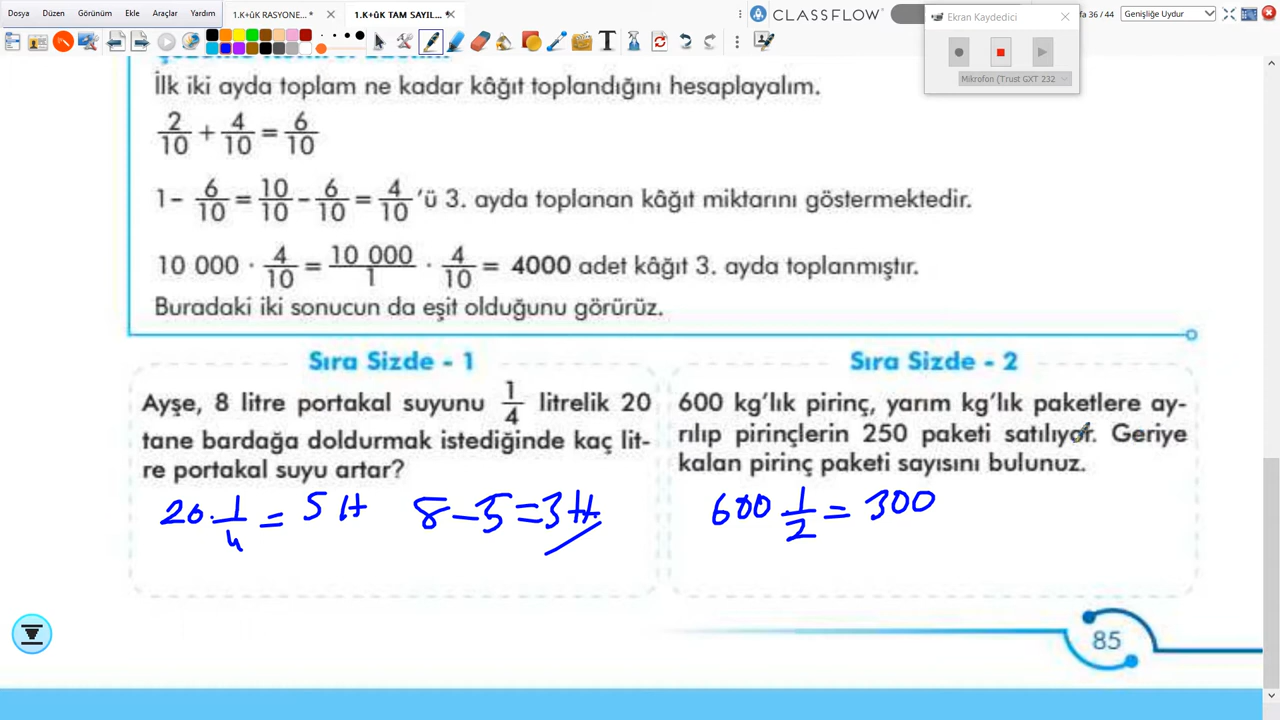 Dosya Düzen Görünüm Ekle Araçlar Yardım
1.K+ûK RASYONE...*
1.K+ûK TAM SAYIL...*
CLASSFLOW
Ekran Kaydedici
Mikrofon (Trust GXT 232
36 / 44
Genişliğe Uydur
İlk iki ayda toplam ne kadar kâğıt toplandığını hesaplayalım.
2/10 + 4/10 = 6/10
1 - 6/10 = 10/10 - 6/10 = 4/10 'ü 3. ayda toplanan kâğıt miktarını göstermektedir.
10 000 · 4/10 = 10 000/1 · 4/10 = 4000 adet kâğıt 3. ayda toplanmıştır.
Buradaki iki sonucun da eşit olduğunu görürüz.
Sıra Sizde - 1
Ayşe, 8 litre portakal suyunu 1/4 litrelik 20
tane bardağa doldurmak istediğinde kaç lit-
re portakal suyu artar?
20 · 1/4 = 5 lt 8 - 5 = 3 lt
Sıra Sizde - 2
600 kg'lık pirinç, yarım kg'lık paketlere ay-
rılıp pirinçlerin 250 paketi satılıyor. Geriye
kalan pirinç paketi sayısını bulunuz.
600 1/2 = 300
85